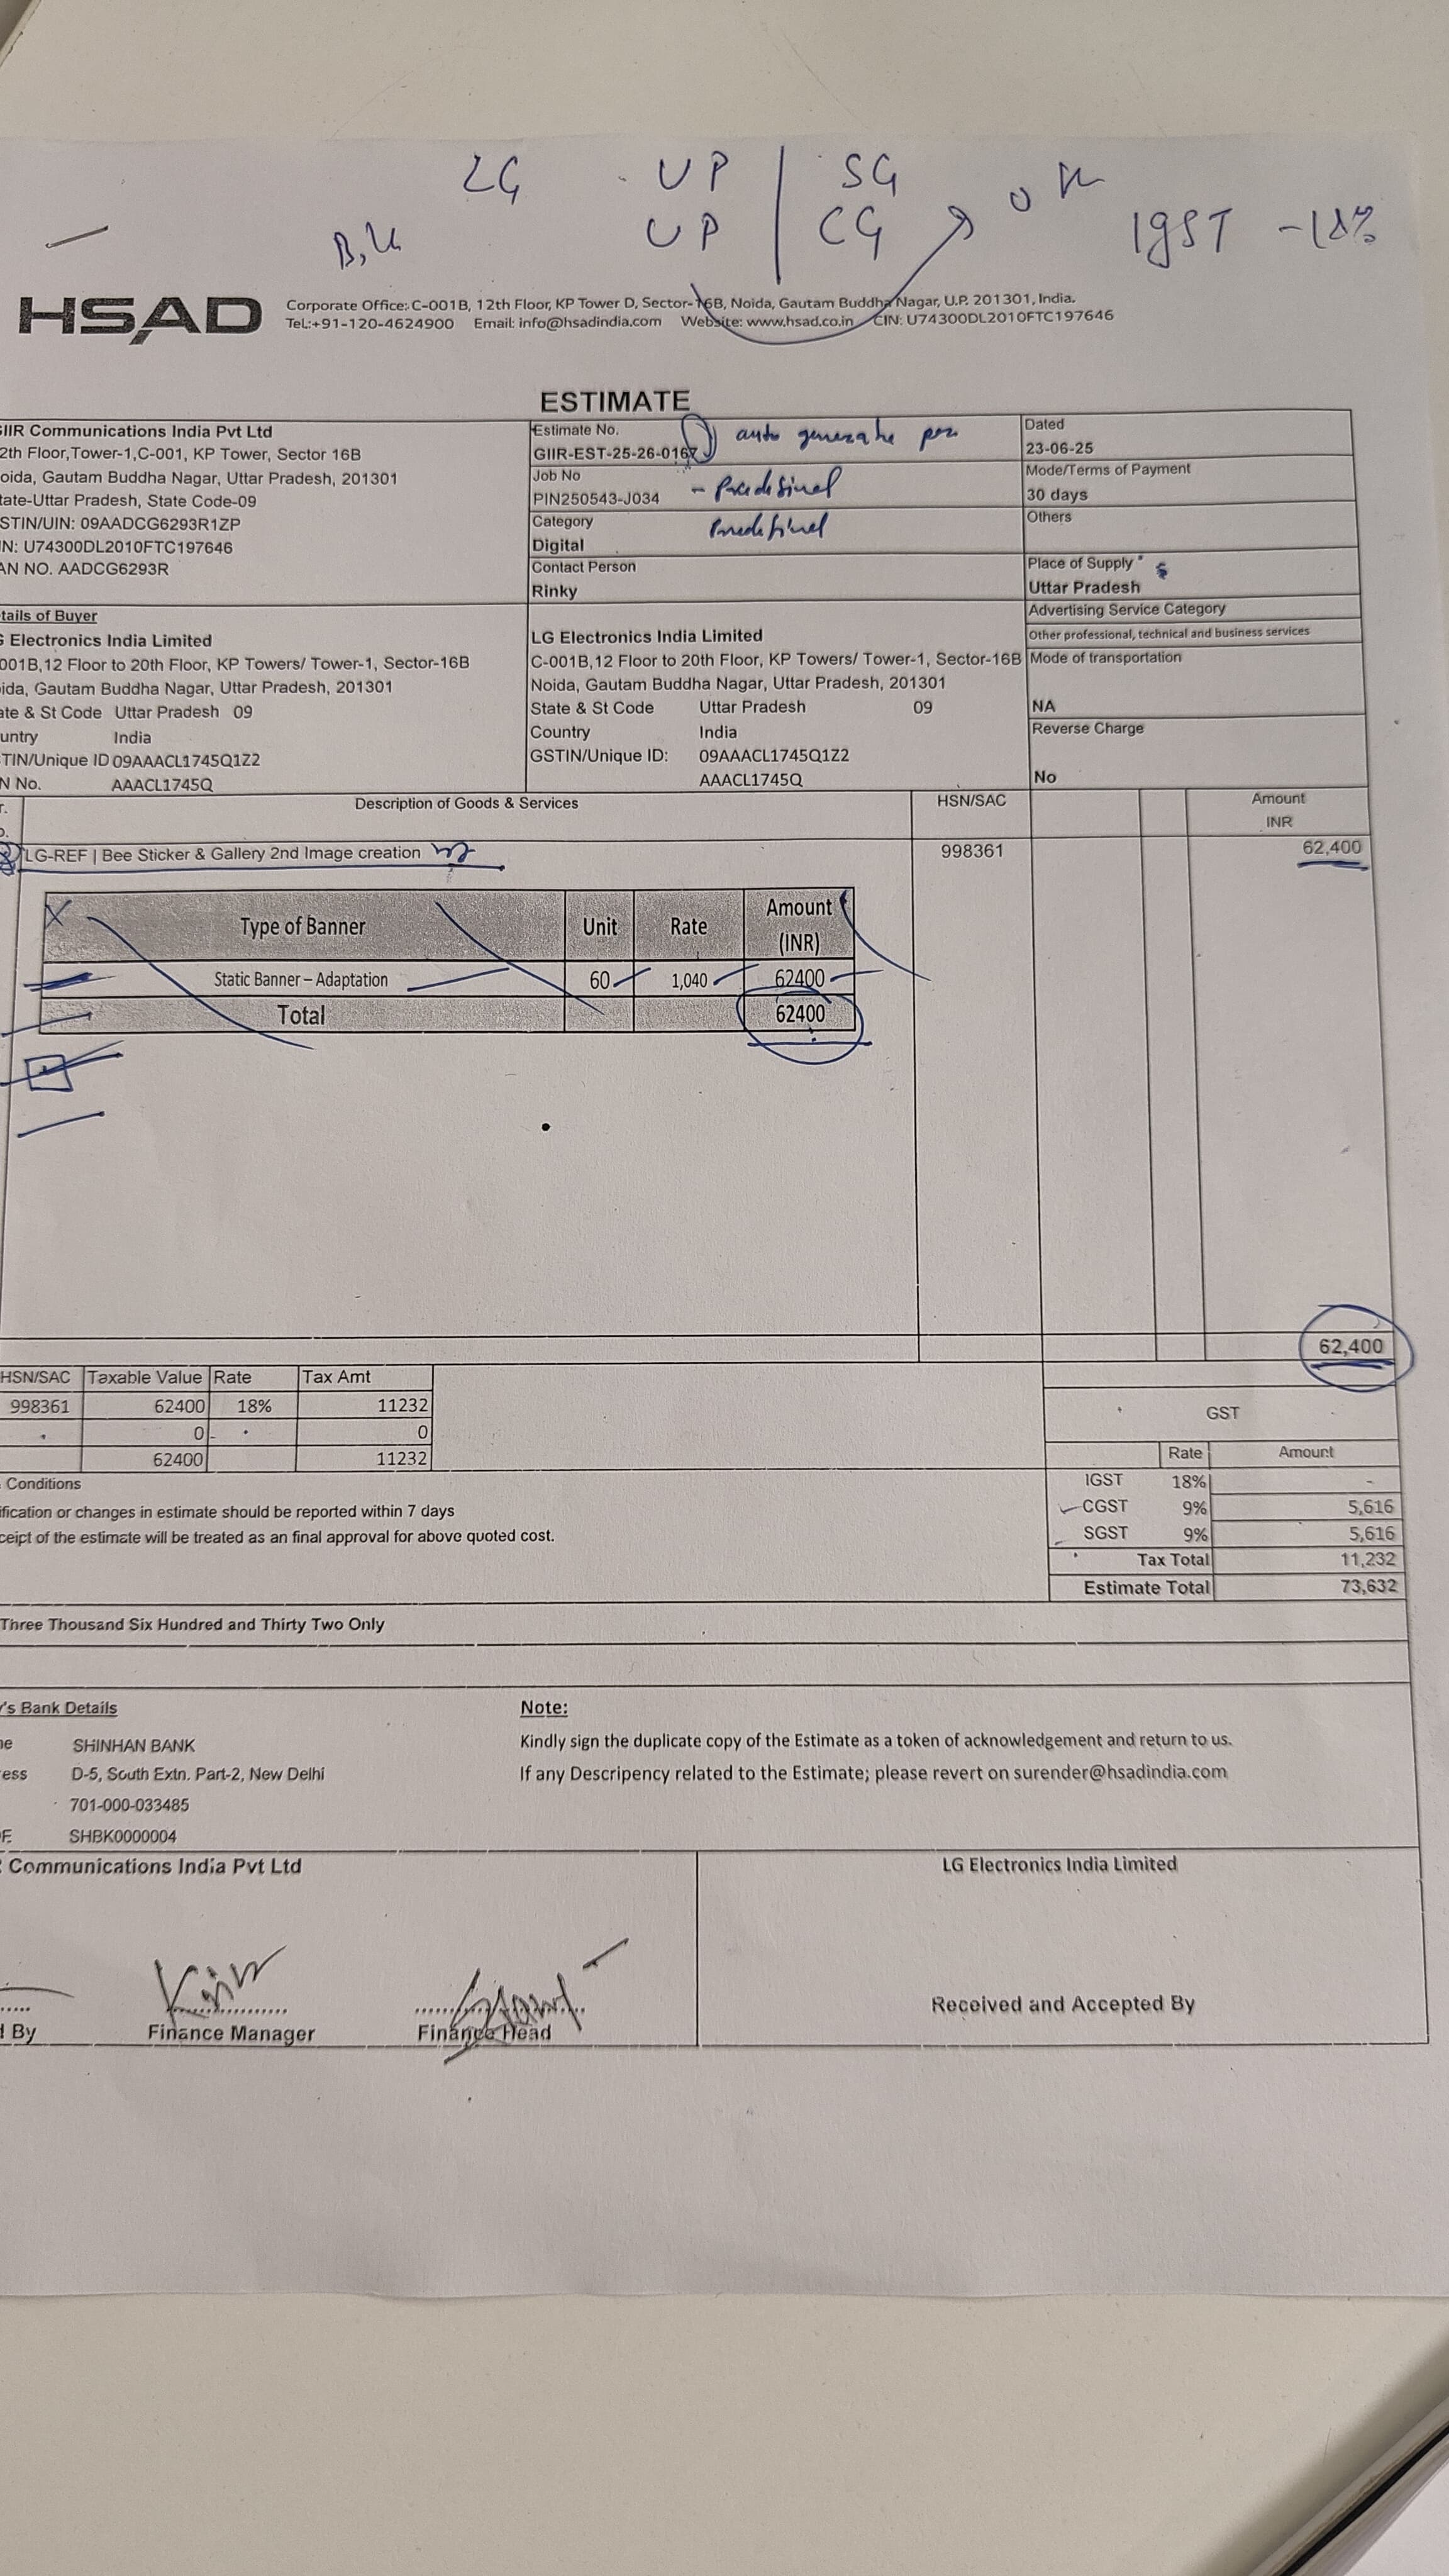 LG UP | SG
UP | CG IGST -18%
HSAD
Corporate Office: C-001B, 12th Floor, KP Tower D, Sector-16B, Noida, Gautam Buddha Nagar, U.P. 201301, India.
Tel.:+91-120-4624900 Email: info@hsadindia.com Website: www.hsad.co.in CIN: U74300DL2010FTC197646
ESTIMATE
GIIR Communications India Pvt Ltd
2th Floor,Tower-1,C-001, KP Tower, Sector 16B
oida, Gautam Buddha Nagar, Uttar Pradesh, 201301
tate-Uttar Pradesh, State Code-09
STIN/UIN: 09AADCG6293R1ZP
N: U74300DL2010FTC197646
AN NO. AADCG6293R
Estimate No. auto generate
GIIR-EST-25-26-0167
Job No
PIN250543-J034 - Predefined
Category Predefined
Digital
Contact Person
Rinky
Dated
23-06-25
Mode/Terms of Payment
30 days
Others
Place of Supply
Uttar Pradesh
Advertising Service Category
Other professional, technical and business services
Mode of transportation
NA
Reverse Charge
No
tails of Buyer
G Electronics India Limited
001B,12 Floor to 20th Floor, KP Towers/ Tower-1, Sector-16B
ida, Gautam Buddha Nagar, Uttar Pradesh, 201301
ate & St Code Uttar Pradesh 09
untry India
TIN/Unique ID 09AAACL1745Q1Z2
N No. AAACL1745Q
LG Electronics India Limited
C-001B,12 Floor to 20th Floor, KP Towers/ Tower-1, Sector-16B
Noida, Gautam Buddha Nagar, Uttar Pradesh, 201301
State & St Code Uttar Pradesh 09
Country India
GSTIN/Unique ID: 09AAACL1745Q1Z2
AAACL1745Q
Description of Goods & Services HSN/SAC Amount
INR
LG-REF | Bee Sticker & Gallery 2nd Image creation 998361 62,400
Type of Banner Unit Rate Amount (INR)
Static Banner – Adaptation 60 1,040 62400
Total 62400
62,400
HSN/SAC Taxable Value Rate Tax Amt
998361 62400 18% 11232
0 0
62400 11232
GST
Rate Amount
IGST 18% -
CGST 9% 5,616
SGST 9% 5,616
Tax Total 11,232
Estimate Total 73,632
Conditions
ification or changes in estimate should be reported within 7 days
ceipt of the estimate will be treated as an final approval for above quoted cost.
Three Thousand Six Hundred and Thirty Two Only
y's Bank Details
ne SHINHAN BANK
ess D-5, South Extn. Part-2, New Delhi
701-000-033485
SHBK0000004
Note:
Kindly sign the duplicate copy of the Estimate as a token of acknowledgement and return to us.
If any Descripency related to the Estimate; please revert on surender@hsadindia.com
Communications India Pvt Ltd
LG Electronics India Limited
d By Finance Manager Finance Head
Received and Accepted By